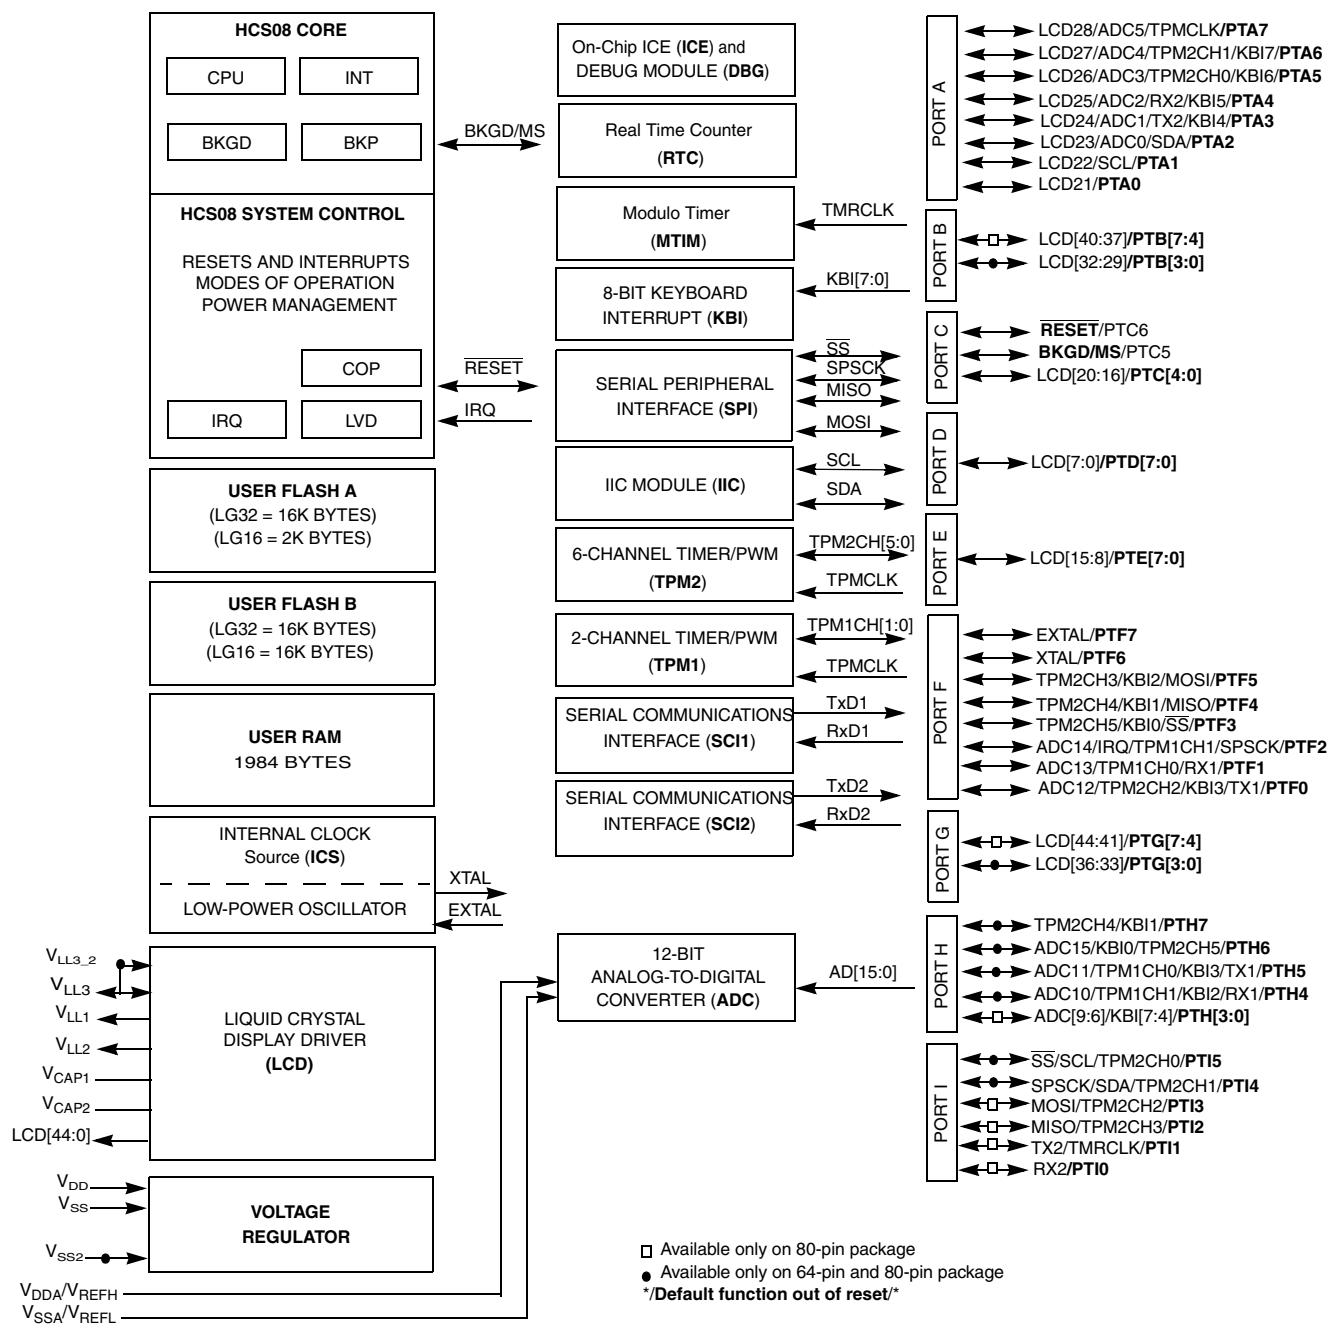 HCS08 CORE
CPU
INT
BKGD
BKP
BKGD/MS
HCS08 SYSTEM CONTROL
RESETS AND INTERRUPTS
MODES OF OPERATION
POWER MANAGEMENT
COP
IRQ
LVD
RESET
IRQ
USER FLASH A
(LG32 = 16K BYTES)
(LG16 = 2K BYTES)
USER FLASH B
(LG32 = 16K BYTES)
(LG16 = 16K BYTES)
USER RAM
1984 BYTES
INTERNAL CLOCK
Source (ICS)
LOW-POWER OSCILLATOR
XTAL
EXTAL
VLL3_2
VLL3
VLL1
VLL2
VCAP1
VCAP2
LCD[44:0]
LIQUID CRYSTAL
DISPLAY DRIVER
(LCD)
VDD
VSS
VSS2
VOLTAGE
REGULATOR
VDDA/VREFH
VSSA/VREFL
On-Chip ICE (ICE) and
DEBUG MODULE (DBG)
Real Time Counter
(RTC)
Modulo Timer
(MTIM)
TMRCLK
8-BIT KEYBOARD
INTERRUPT (KBI)
KBI[7:0]
SERIAL PERIPHERAL
INTERFACE (SPI)
SS
SPSCK
MISO
MOSI
IIC MODULE (IIC)
SCL
SDA
6-CHANNEL TIMER/PWM
(TPM2)
TPM2CH[5:0]
TPMCLK
2-CHANNEL TIMER/PWM
(TPM1)
TPM1CH[1:0]
TPMCLK
SERIAL COMMUNICATIONS
INTERFACE (SCI1)
TxD1
RxD1
SERIAL COMMUNICATIONS
INTERFACE (SCI2)
TxD2
RxD2
12-BIT
ANALOG-TO-DIGITAL
CONVERTER (ADC)
AD[15:0]
PORT A
LCD28/ADC5/TPMCLK/PTA7
LCD27/ADC4/TPM2CH1/KBI7/PTA6
LCD26/ADC3/TPM2CH0/KBI6/PTA5
LCD25/ADC2/RX2/KBI5/PTA4
LCD24/ADC1/TX2/KBI4/PTA3
LCD23/ADC0/SDA/PTA2
LCD22/SCL/PTA1
LCD21/PTA0
PORT B
LCD[40:37]/PTB[7:4]
LCD[32:29]/PTB[3:0]
PORT C
RESET/PTC6
BKGD/MS/PTC5
LCD[20:16]/PTC[4:0]
PORT D
LCD[7:0]/PTD[7:0]
PORT E
LCD[15:8]/PTE[7:0]
PORT F
EXTAL/PTF7
XTAL/PTF6
TPM2CH3/KBI2/MOSI/PTF5
TPM2CH4/KBI1/MISO/PTF4
TPM2CH5/KBI0/SS/PTF3
ADC14/IRQ/TPM1CH1/SPSCK/PTF2
ADC13/TPM1CH0/RX1/PTF1
ADC12/TPM2CH2/KBI3/TX1/PTF0
PORT G
LCD[44:41]/PTG[7:4]
LCD[36:33]/PTG[3:0]
PORT H
TPM2CH4/KBI1/PTH7
ADC15/KBI0/TPM2CH5/PTH6
ADC11/TPM1CH0/KBI3/TX1/PTH5
ADC10/TPM1CH1/KBI2/RX1/PTH4
ADC[9:6]/KBI[7:4]/PTH[3:0]
PORT I
SS/SCL/TPM2CH0/PTI5
SPSCK/SDA/TPM2CH1/PTI4
MOSI/TPM2CH2/PTI3
MISO/TPM2CH3/PTI2
TX2/TMRCLK/PTI1
RX2/PTI0
Available only on 80-pin package
Available only on 64-pin and 80-pin package
*/Default function out of reset/*